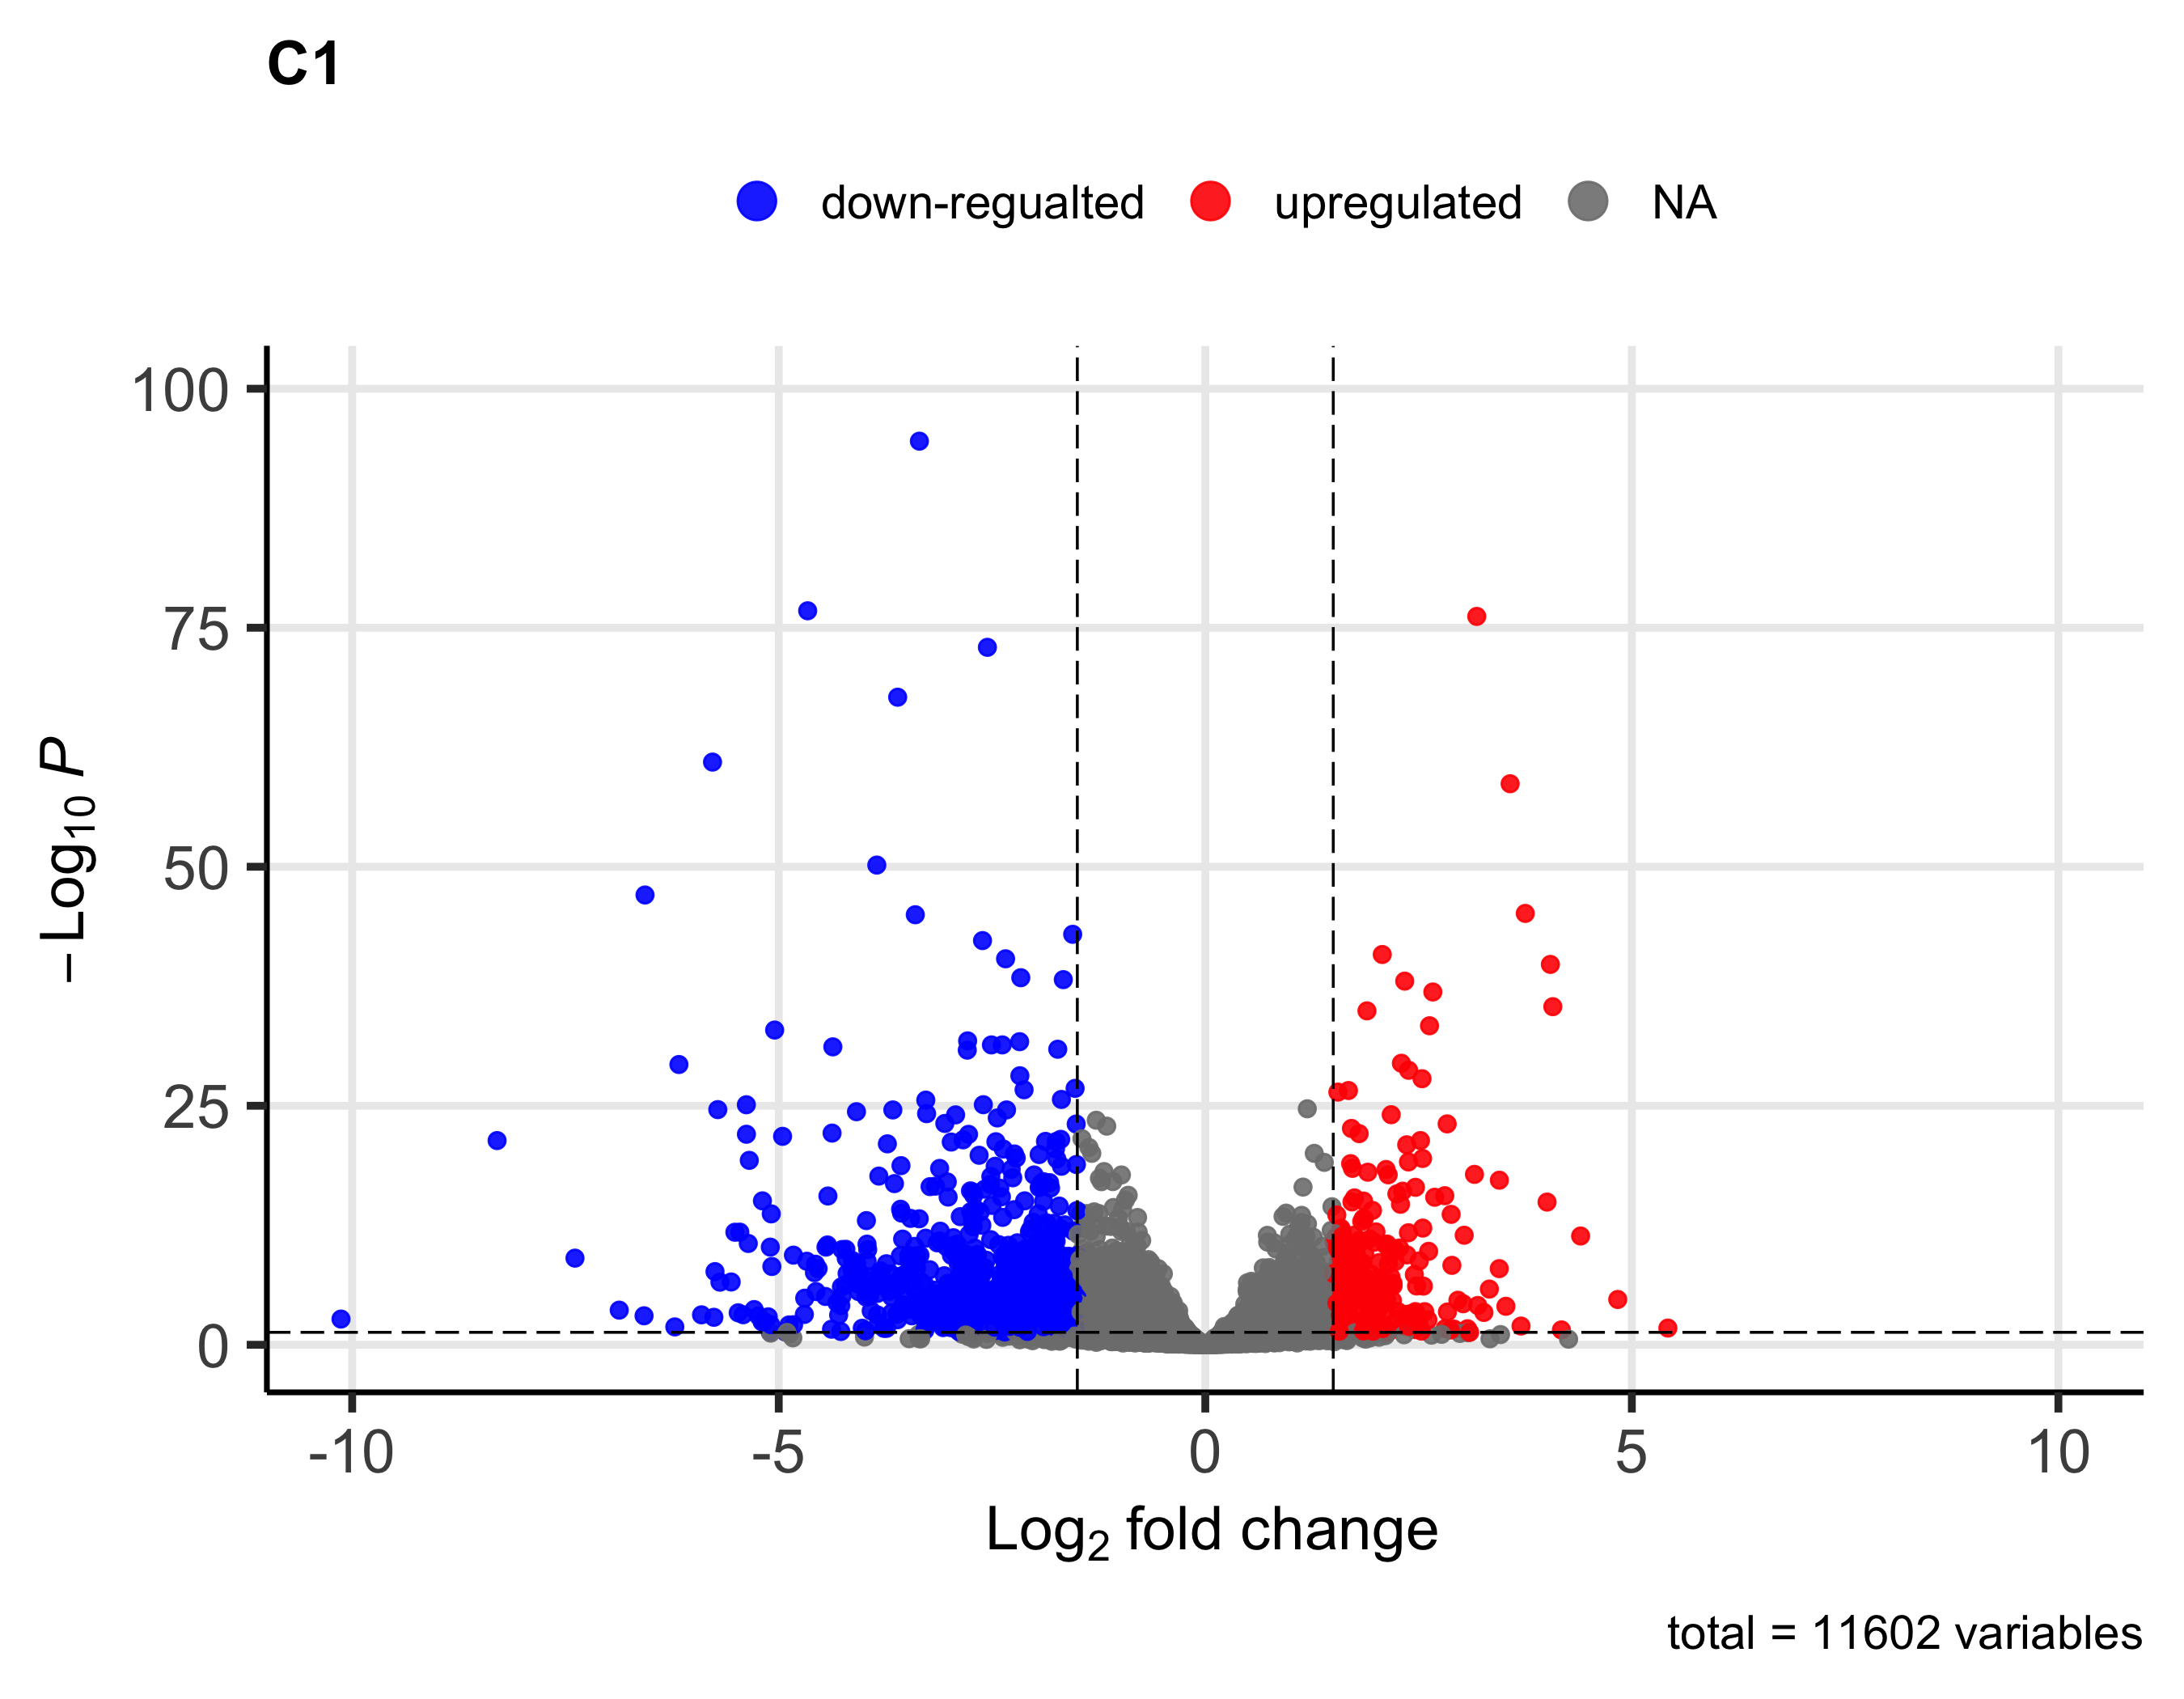 C1
down-regualted upregulated NA
100
75
50
25
0
− Log10 P
-10 -5 0 5 10
Log2 fold change
total = 11602 variables